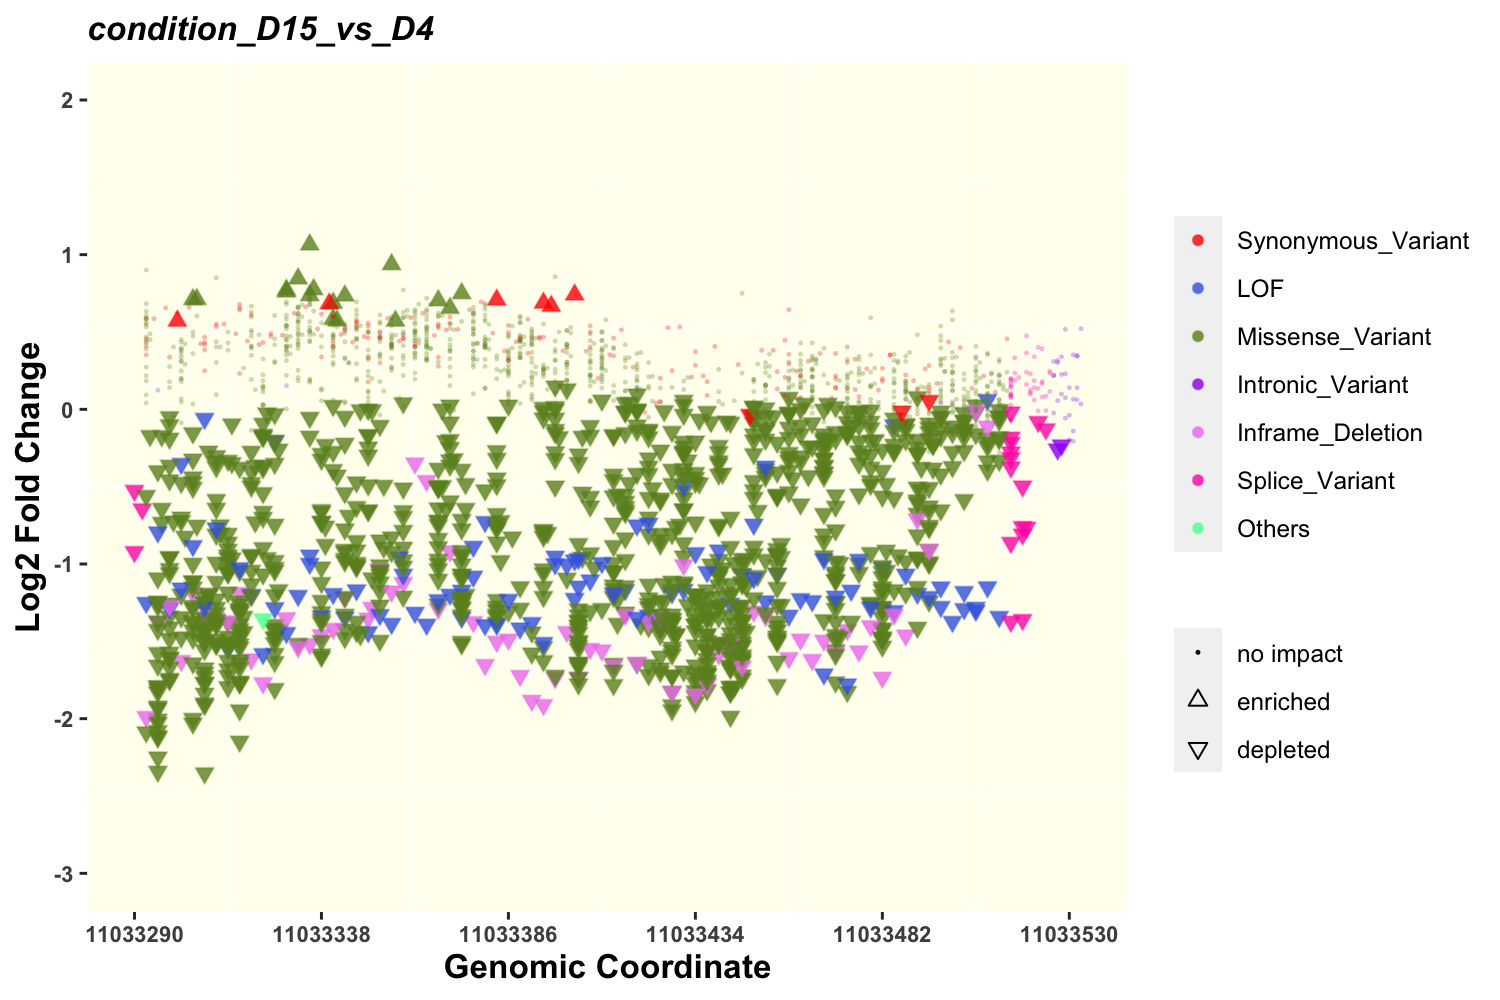 condition_D15_vs_D4
Log2 Fold Change
2
1
0
-1
-2
-3
11033290
11033338
11033386
11033434
11033482
11033530
Genomic Coordinate
Synonymous_Variant
LOF
Missense_Variant
Intronic_Variant
Inframe_Deletion
Splice_Variant
Others
no impact
enriched
depleted